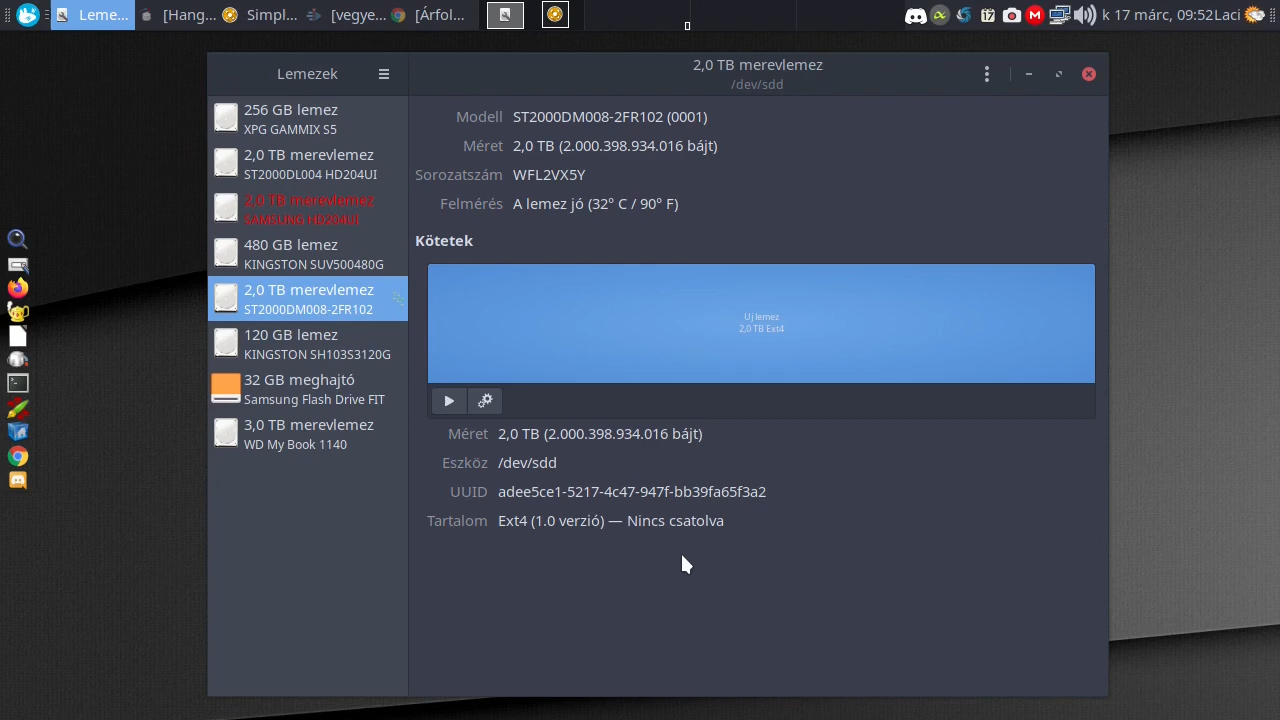 Leme...
[Hang...
Simpl...
[vegye...
[Árfol...
17
k 17 márc, 09:52
Laci
Lemezek
2,0 TB merevlemez
/dev/sdd
256 GB lemez
XPG GAMMIX S5
2,0 TB merevlemez
ST2000DL004 HD204UI
2,0 TB merevlemez
SAMSUNG HD204UI
480 GB lemez
KINGSTON SUV500480G
2,0 TB merevlemez
ST2000DM008-2FR102
120 GB lemez
KINGSTON SH103S3120G
32 GB meghajtó
Samsung Flash Drive FIT
3,0 TB merevlemez
WD My Book 1140
Modell ST2000DM008-2FR102 (0001)
Méret 2,0 TB (2.000.398.934.016 bájt)
Sorozatszám WFL2VX5Y
Felmérés A lemez jó (32° C / 90° F)
Kötetek
Uj lemez
2,0 TB Ext4
Méret 2,0 TB (2.000.398.934.016 bájt)
Eszköz /dev/sdd
UUID adee5ce1-5217-4c47-947f-bb39fa65f3a2
Tartalom Ext4 (1.0 verzió) — Nincs csatolva